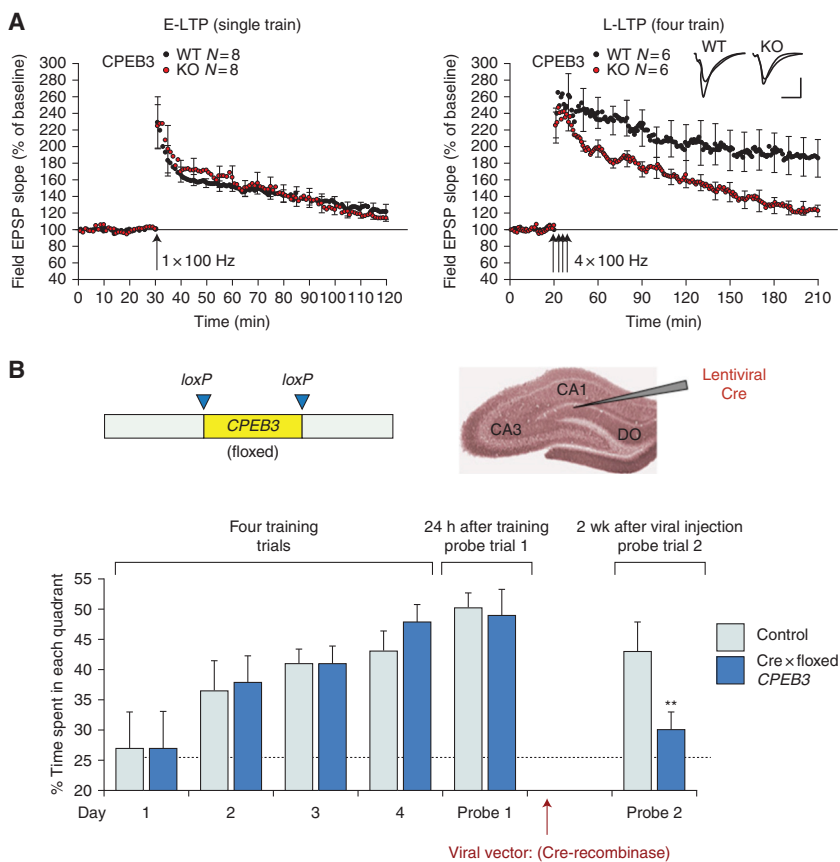 A
E-LTP (single train)
CPEB3
WT N=8
KO N=8
Field EPSP slope (% of baseline)
300
280
260
240
220
200
180
160
140
120
100
80
60
40
1 × 100 Hz
0 10 20 30 40 50 60 70 80 90 100 110 120
Time (min)
L-LTP (four train)
CPEB3
WT N=6
KO N=6
WT
KO
Field EPSP slope (% of baseline)
300
280
260
240
220
200
180
160
140
120
100
80
60
40
4 × 100 Hz
0 30 60 90 120 150 180 210
Time (min)
B
loxP loxP
CPEB3
(floxed)
CA1
CA3
DO
Lentiviral
Cre
Four training
trials
24 h after training
probe trial 1
2 wk after viral injection
probe trial 2
% Time spent in each quadrant
55
50
45
40
35
30
25
20
**
Control
Cre × floxed
CPEB3
Day 1 2 3 4 Probe 1 Probe 2
Viral vector: (Cre-recombinase)